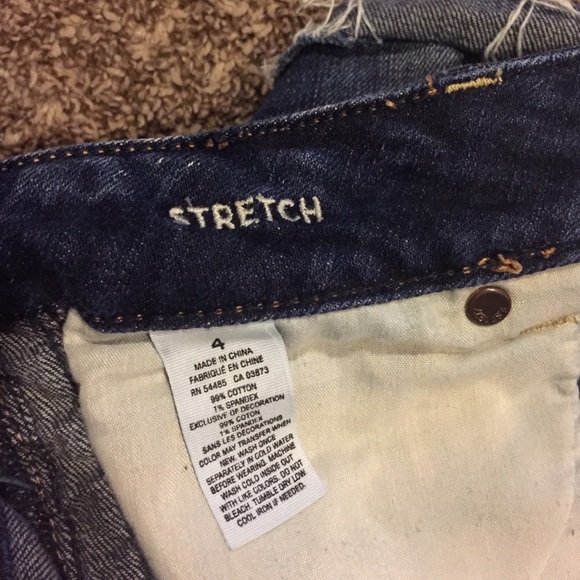 STRETCH
4
MADE IN CHINA
FABRIQUÉ EN CHINE
RN 54485 CA 03873
99% COTTON
1% SPANDEX
EXCLUSIVE OF DECORATION
99% COTON
1% SPANDEX
SANS LES DÉCORATIONS
COLOR MAY TRANSFER WHEN
NEW. WASH ONCE
SEPARATELY IN COLD WATER
BEFORE WEARING. MACHINE
WASH COLD INSIDE OUT
WITH LIKE COLORS. DO NOT
BLEACH. TUMBLE DRY LOW.
COOL IRON IF NEEDED.